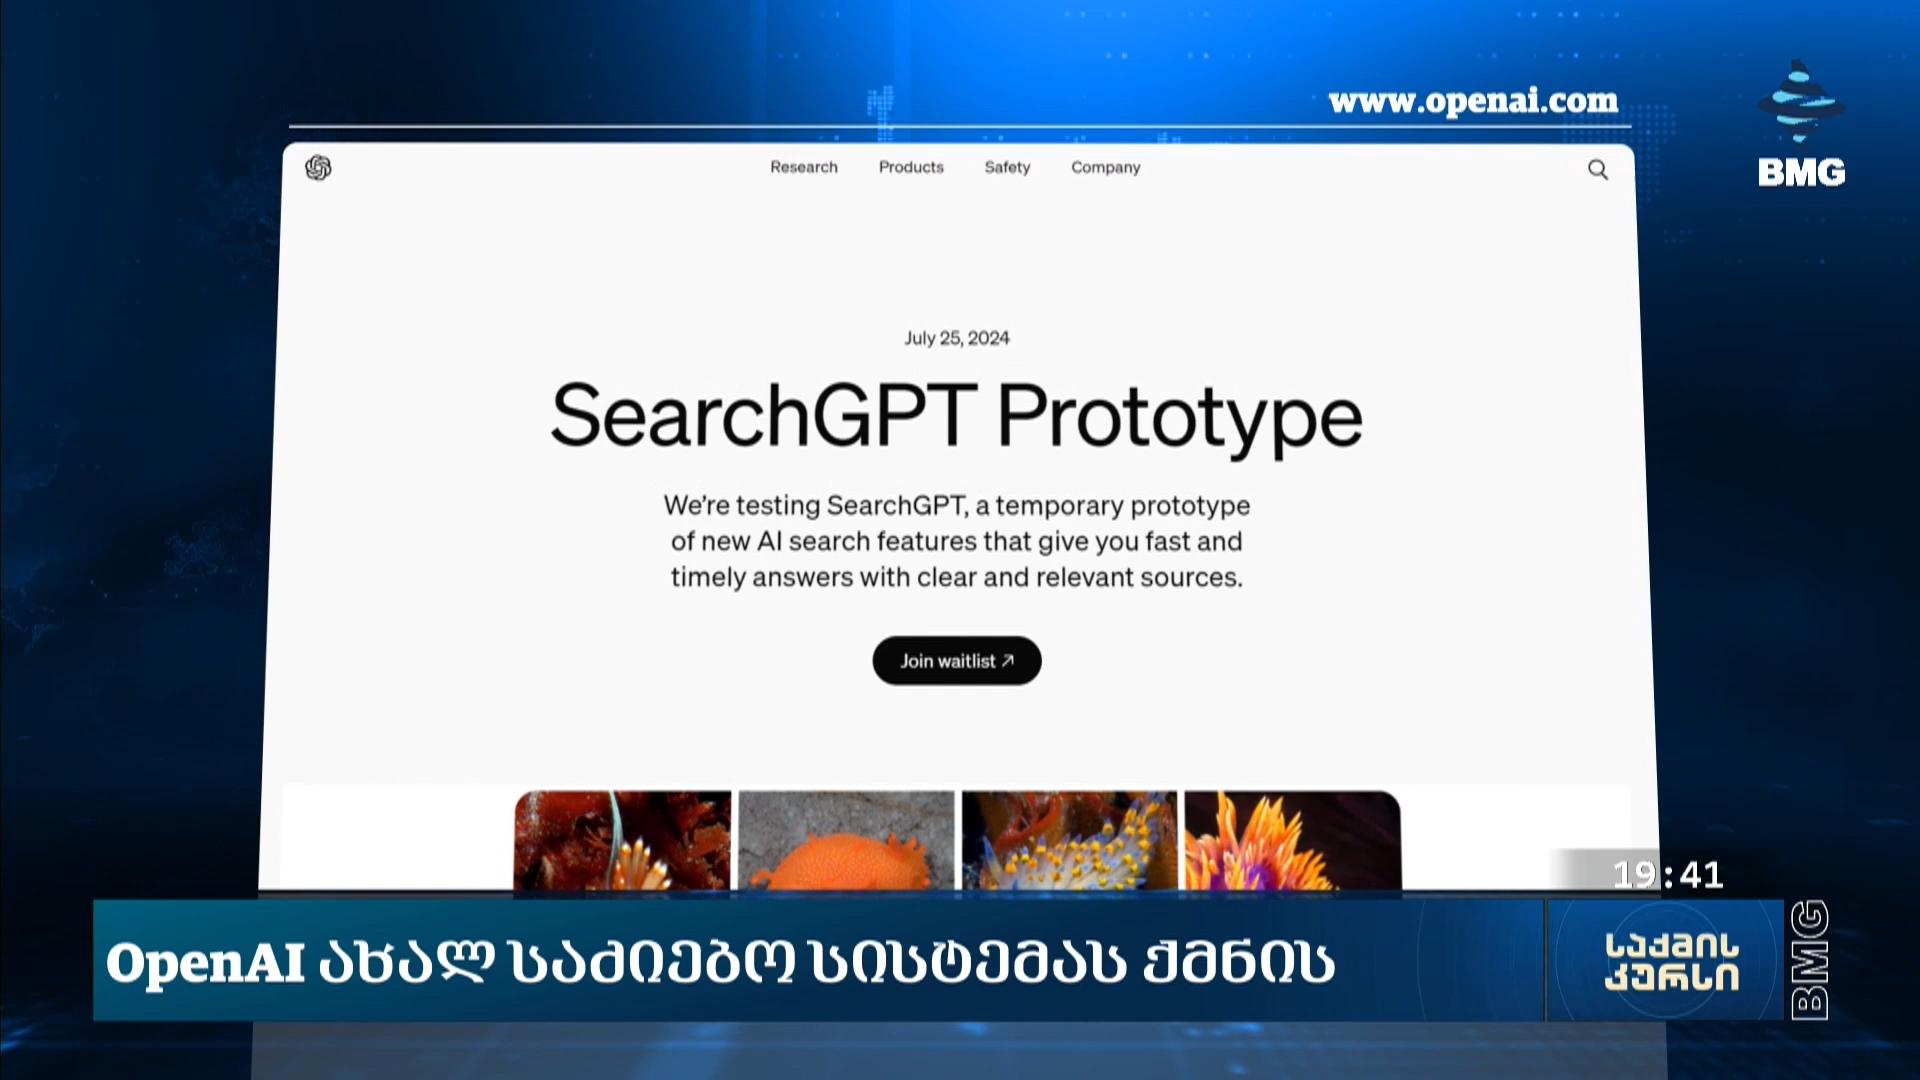 www.openai.com
BMG
Research Products Safety Company
July 25, 2024
SearchGPT Prototype
We’re testing SearchGPT, a temporary prototype
of new AI search features that give you fast and
timely answers with clear and relevant sources.
Join waitlist ↗
19:41
OpenAI ახალ საძიებო სისტემას ქმნის
საქმის
კურსი
BMG